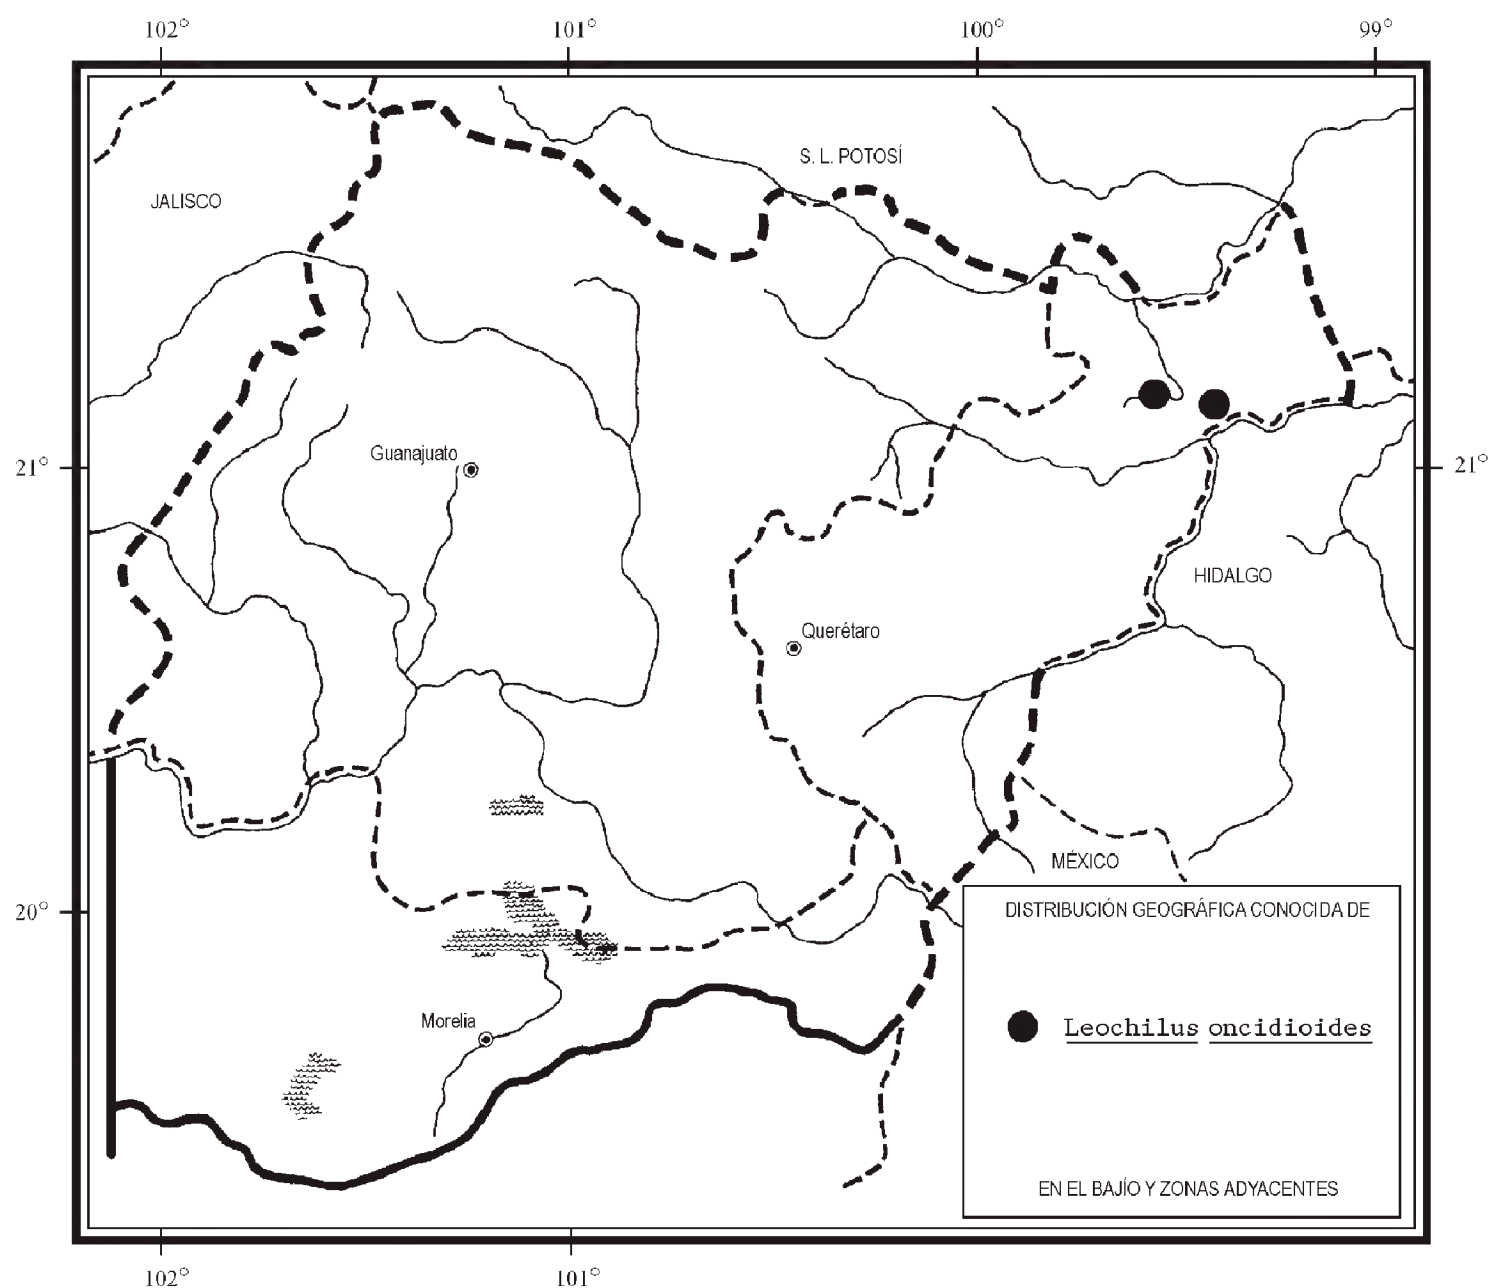 102° 101° 100° 99°
S. L. POTOSÍ
JALISCO
Guanajuato
21° 21°
HIDALGO
Querétaro
MÉXICO
20°
DISTRIBUCIÓN GEOGRÁFICA CONOCIDA DE
Morelia
Leochilus oncidioides
EN EL BAJÍO Y ZONAS ADYACENTES
102° 101°